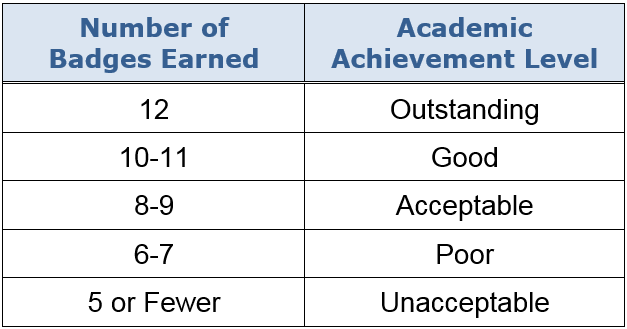 Number of Badges Earned
Academic Achievement Level
12 Outstanding
10-11 Good
8-9 Acceptable
6-7 Poor
5 or Fewer Unacceptable